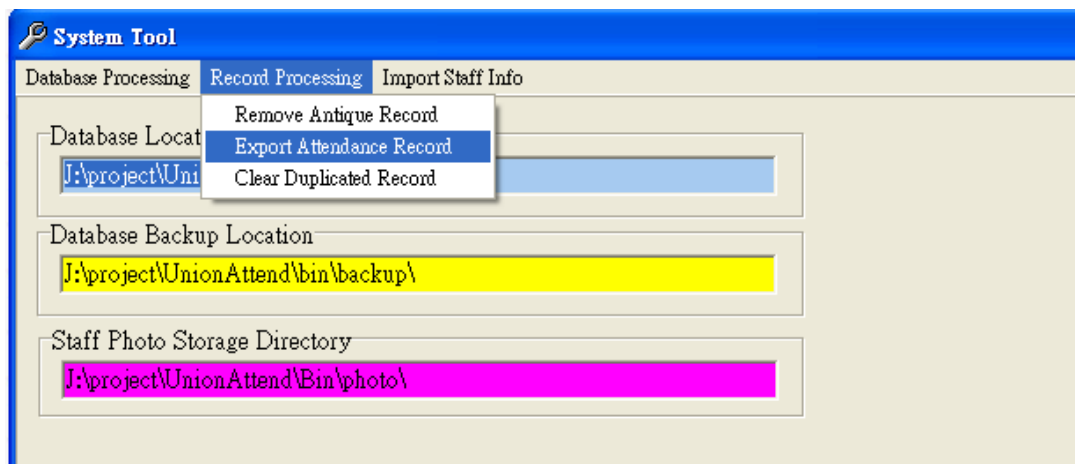 System Tool
Database Processing Record Processing Import Staff Info
Remove Antique Record
Export Attendance Record
Clear Duplicated Record
Database Locat
J:\project\Uni
Database Backup Location
J:\project\UnionAttend\bin\backup\
Staff Photo Storage Directory
J:\project\UnionAttend\Bin\photo\